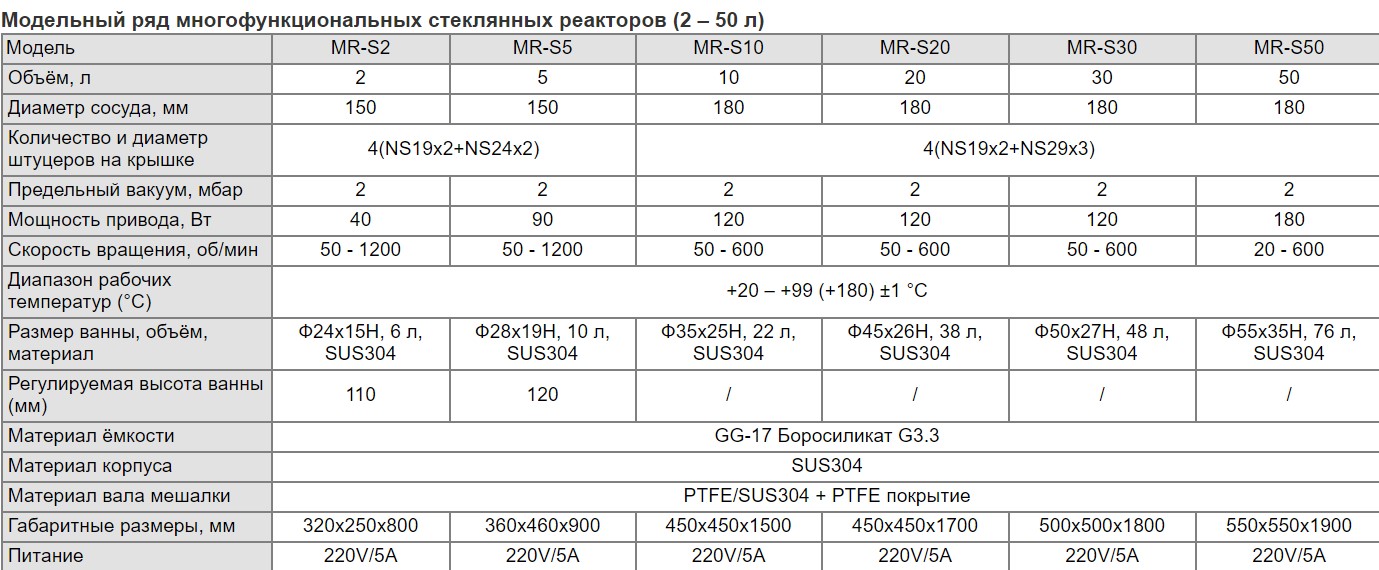 Модельный ряд многофункциональных стеклянных реакторов (2 – 50 л)
Модель MR-S2 MR-S5 MR-S10 MR-S20 MR-S30 MR-S50
Объём, л 2 5 10 20 30 50
Диаметр сосуда, мм 150 150 180 180 180 180
Количество и диаметр
штуцеров на крышке 4(NS19x2+NS24x2) 4(NS19x2+NS29x3)
Предельный вакуум, мбар 2 2 2 2 2 2
Мощность привода, Вт 40 90 120 120 120 180
Скорость вращения, об/мин 50 - 1200 50 - 1200 50 - 600 50 - 600 50 - 600 20 - 600
Диапазон рабочих
температур (°C) +20 – +99 (+180) ±1 °C
Размер ванны, объём, Ф24x15H, 6 л, Ф28x19H, 10 л, Ф35x25H, 22 л, Ф45x26H, 38 л, Ф50x27H, 48 л, Ф55x35H, 76 л,
материал SUS304 SUS304 SUS304 SUS304 SUS304 SUS304
Регулируемая высота ванны
(мм) 110 120 / / / /
Материал ёмкости GG-17 Боросиликат G3.3
Материал корпуса SUS304
Материал вала мешалки PTFE/SUS304 + PTFE покрытие
Габаритные размеры, мм 320x250x800 360x460x900 450x450x1500 450x450x1700 500x500x1800 550x550x1900
Питание 220V/5A 220V/5A 220V/5A 220V/5A 220V/5A 220V/5A